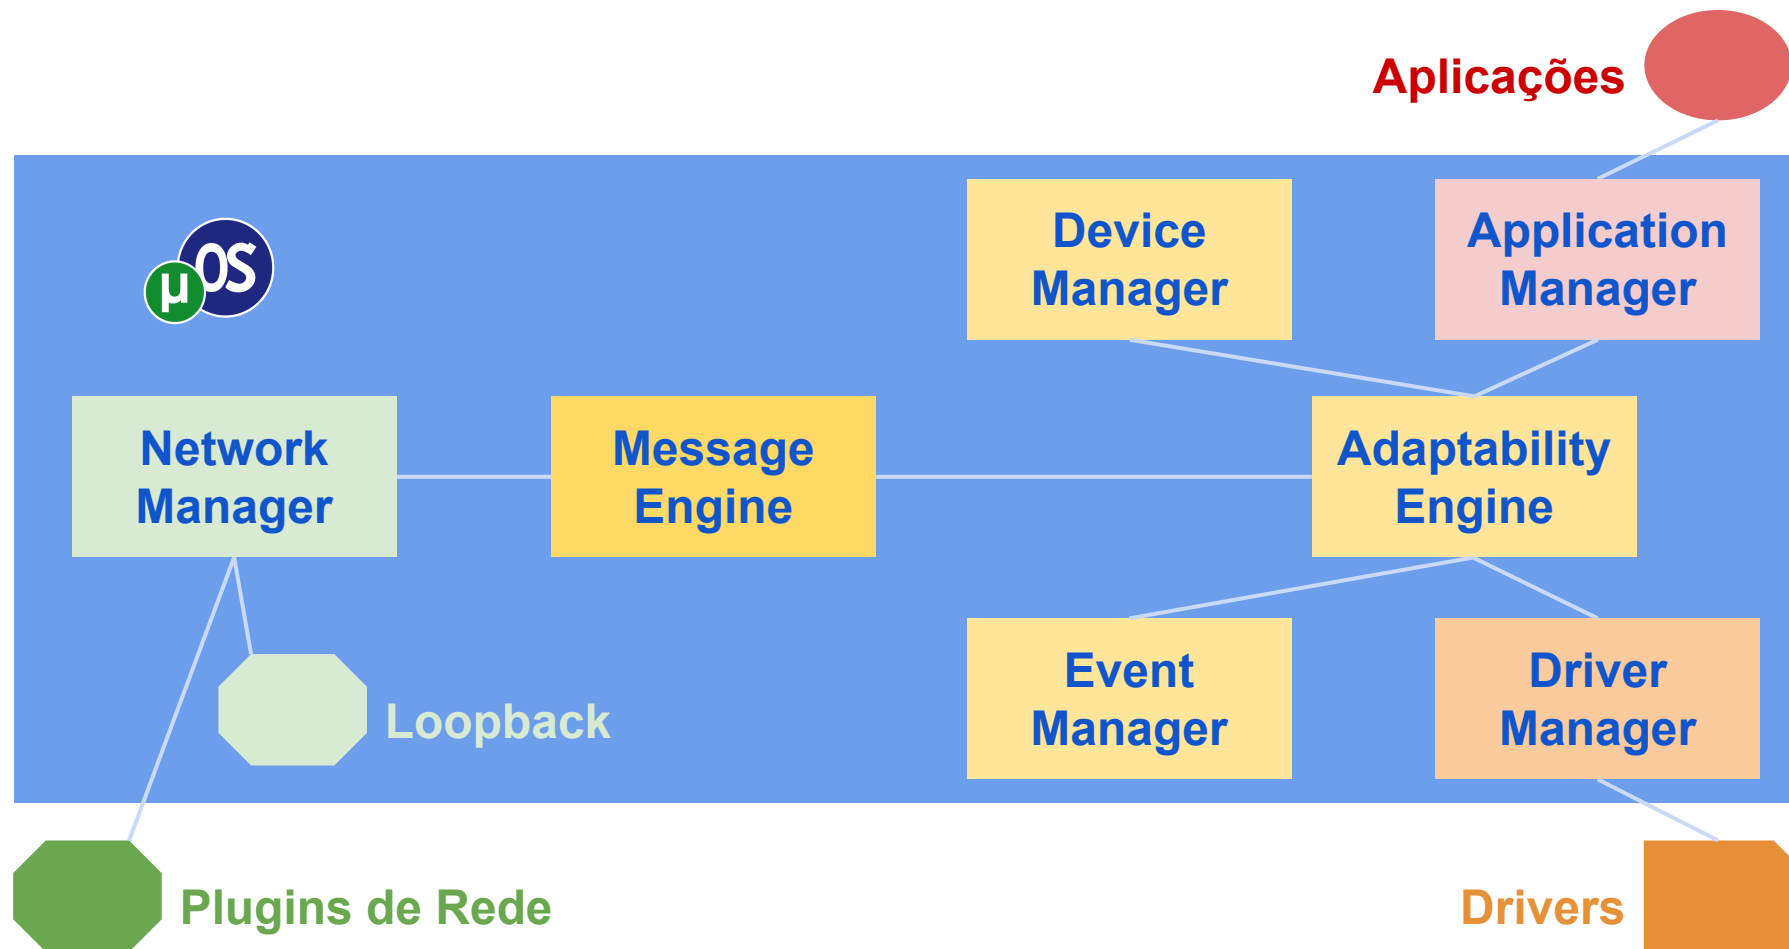 Aplicações
µOS
Device
Manager
Application
Manager
Network
Manager
Message
Engine
Adaptability
Engine
Loopback
Event
Manager
Driver
Manager
Plugins de Rede
Drivers